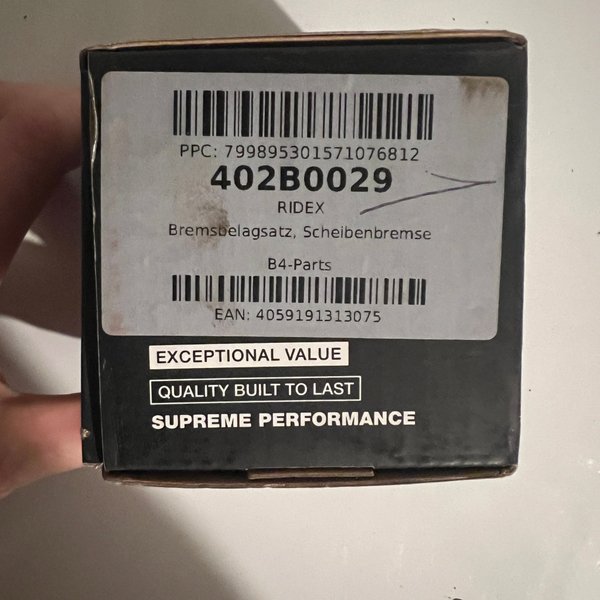 PPC: 799895301571076812
402B0029
RIDEX
Bremsbelagsatz, Scheibenbremse
B4-Parts
EAN: 4059191313075
EXCEPTIONAL VALUE
QUALITY BUILT TO LAST
SUPREME PERFORMANCE